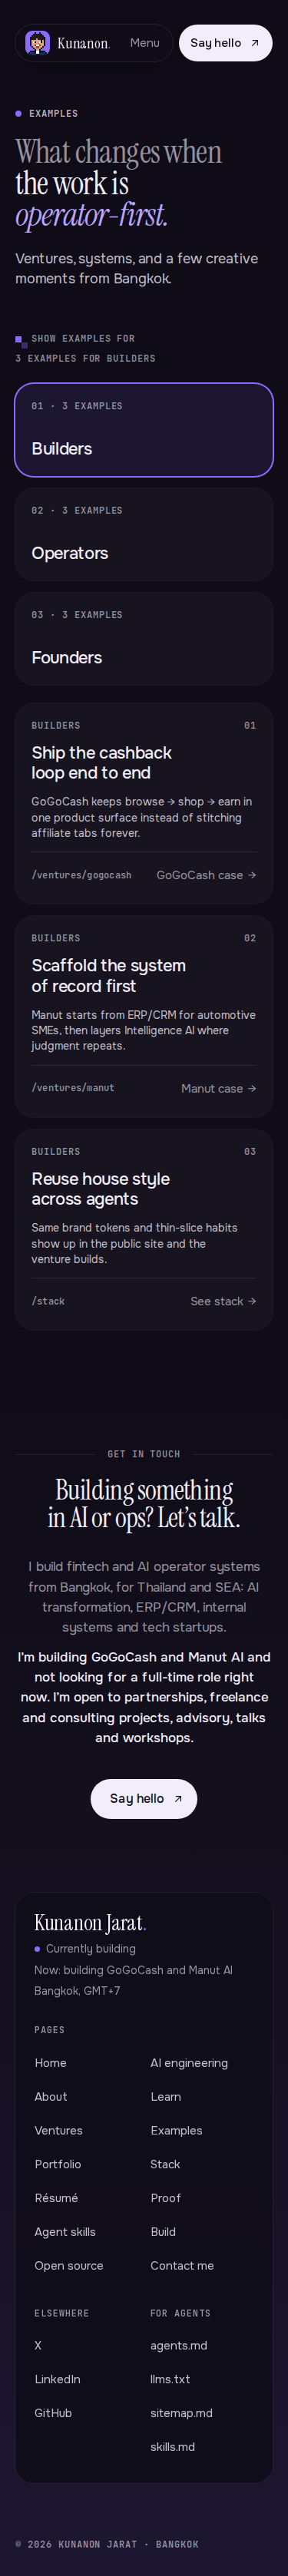 Kunanon.
Menu
Say hello ↗
EXAMPLES
What changes when
the work is
operator-first.
Ventures, systems, and a few creative
moments from Bangkok.
SHOW EXAMPLES FOR
3 EXAMPLES FOR BUILDERS
01 · 3 EXAMPLES
Builders
02 · 3 EXAMPLES
Operators
03 · 3 EXAMPLES
Founders
BUILDERS 01
Ship the cashback
loop end to end
GoGoCash keeps browse → shop → earn in
one product surface instead of stitching
affiliate tabs forever.
/ventures/gogocash GoGoCash case →
BUILDERS 02
Scaffold the system
of record first
Manut starts from ERP/CRM for automotive
SMEs, then layers Intelligence AI where
judgment repeats.
/ventures/manut Manut case →
BUILDERS 03
Reuse house style
across agents
Same brand tokens and thin-slice habits
show up in the public site and the
venture builds.
/stack See stack →
GET IN TOUCH
Building something
in AI or ops? Let's talk.
I build fintech and AI operator systems
from Bangkok, for Thailand and SEA: AI
transformation, ERP/CRM, internal
systems and tech startups.
I'm building GoGoCash and Manut AI and
not looking for a full-time role right
now. I'm open to partnerships, freelance
and consulting projects, advisory, talks
and workshops.
Say hello ↗
Kunanon Jarat.
Currently building
Now: building GoGoCash and Manut AI
Bangkok, GMT+7
PAGES
Home AI engineering
About Learn
Ventures Examples
Portfolio Stack
Résumé Proof
Agent skills Build
Open source Contact me
ELSEWHERE FOR AGENTS
X agents.md
LinkedIn llms.txt
GitHub sitemap.md
skills.md
© 2026 KUNANON JARAT · BANGKOK